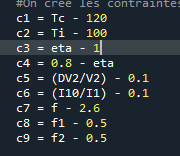 #On crée les contraintes
c1 = Tc - 120
c2 = Ti - 100
c3 = eta - 1
c4 = 0.8 - eta
c5 = (DV2/V2) - 0.1
c6 = (I10/I1) - 0.1
c7 = f - 2.6
c8 = f1 - 0.5
c9 = f2 - 0.5